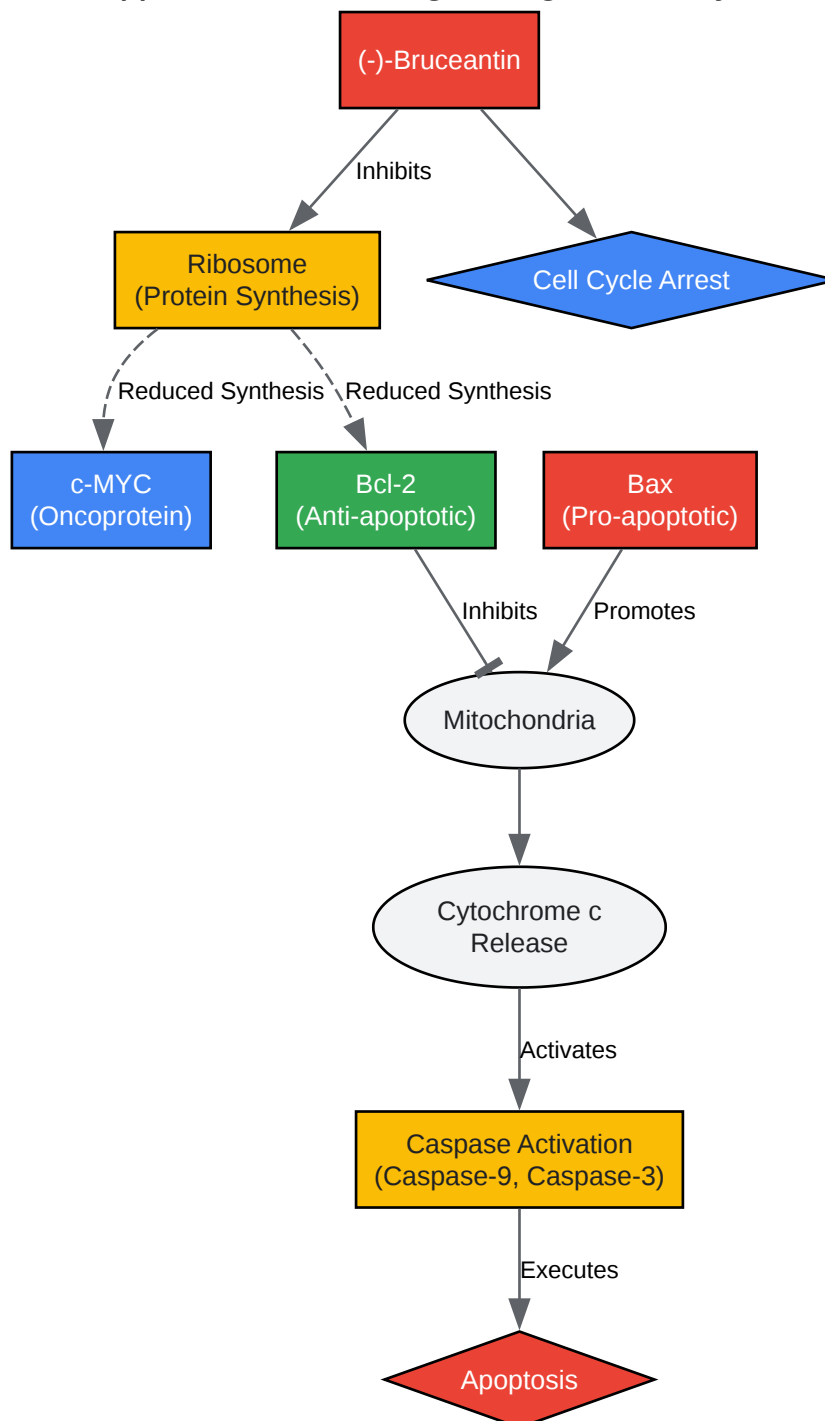 (-)-Bruceantin
Inhibits
Ribosome
(Protein Synthesis)
Cell Cycle Arrest
Reduced Synthesis
Reduced Synthesis
c-MYC
(Oncoprotein)
Bcl-2
(Anti-apoptotic)
Bax
(Pro-apoptotic)
Inhibits
Promotes
Mitochondria
Cytochrome c
Release
Activates
Caspase Activation
(Caspase-9, Caspase-3)
Executes
Apoptosis